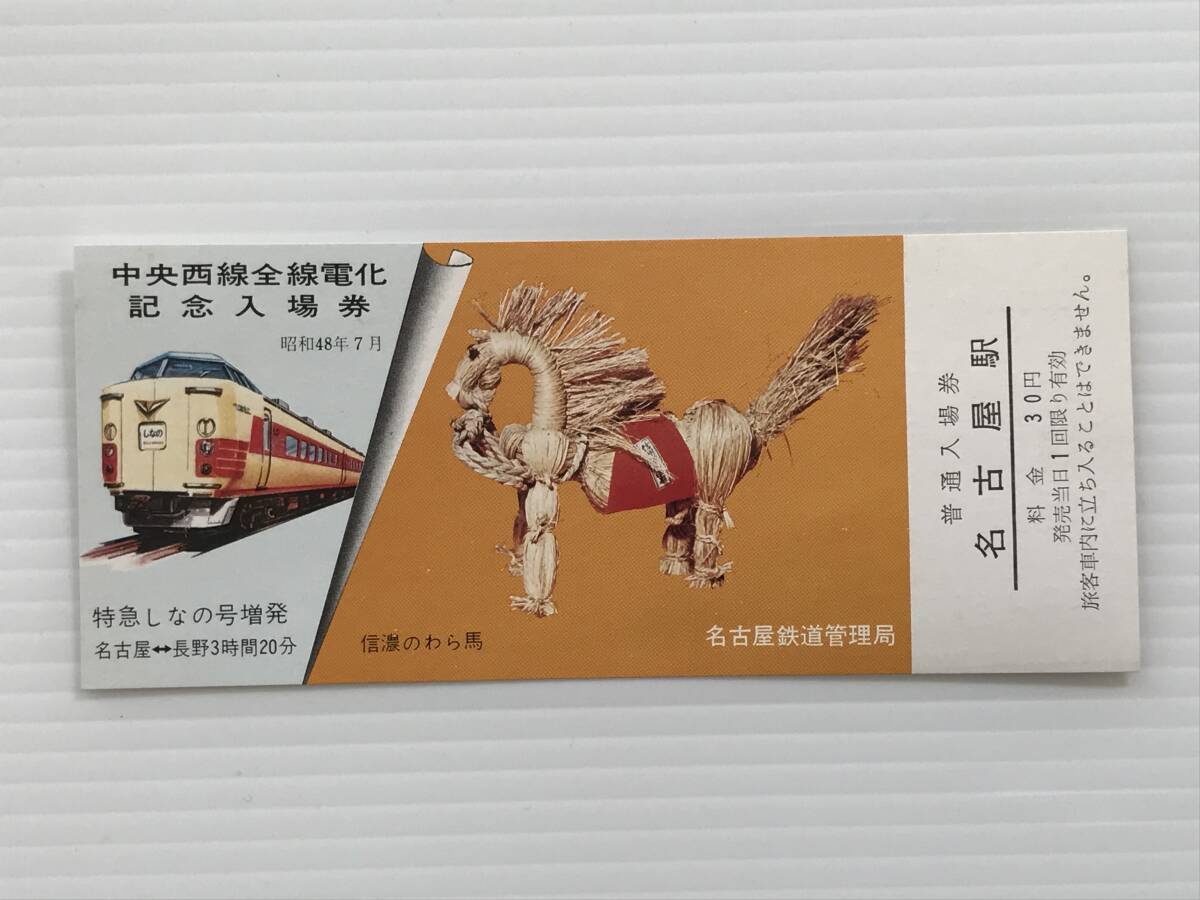 中央西線全線電化
記念入場券
昭和48年7月
しなの
特急しなの号増発
名古屋↔長野3時間20分
信濃のわら馬
名古屋鉄道管理局
普通入場券
名古屋駅
料金 30円
発売当日1回限り有効
旅客車内に立ち入ることはできません。